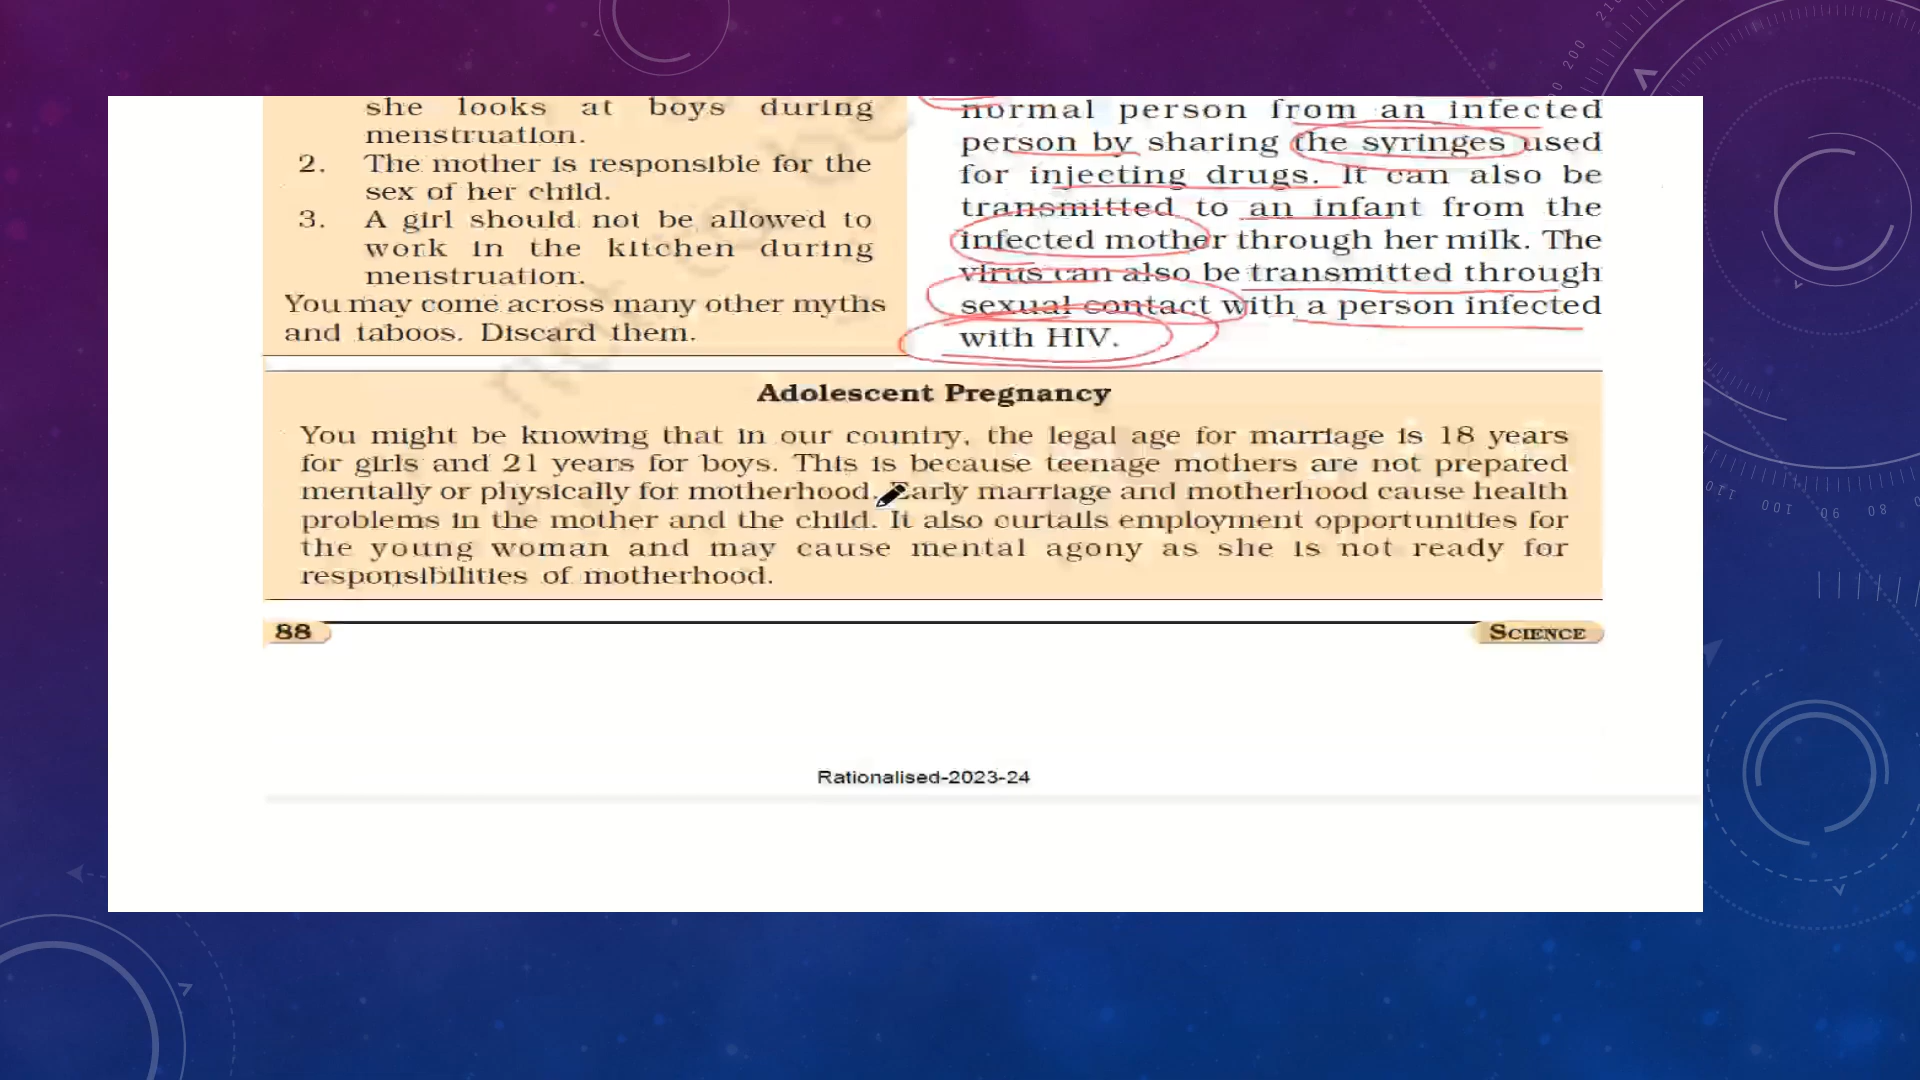 she looks at boys during
menstruation.
2. The mother is responsible for the
sex of her child.
3. A girl should not be allowed to
work in the kitchen during
menstruation.
You may come across many other myths
and taboos. Discard them.
normal person from an infected
person by sharing the syringes used
for injecting drugs. It can also be
transmitted to an infant from the
infected mother through her milk. The
virus can also be transmitted through
sexual contact with a person infected
with HIV.
Adolescent Pregnancy
You might be knowing that in our country, the legal age for marriage is 18 years
for girls and 21 years for boys. This is because teenage mothers are not prepared
mentally or physically for motherhood. Early marriage and motherhood cause health
problems in the mother and the child. It also curtails employment opportunities for
the young woman and may cause mental agony as she is not ready for
responsibilities of motherhood.
88
SCIENCE
Rationalised-2023-24
210
200
110
100
90
80